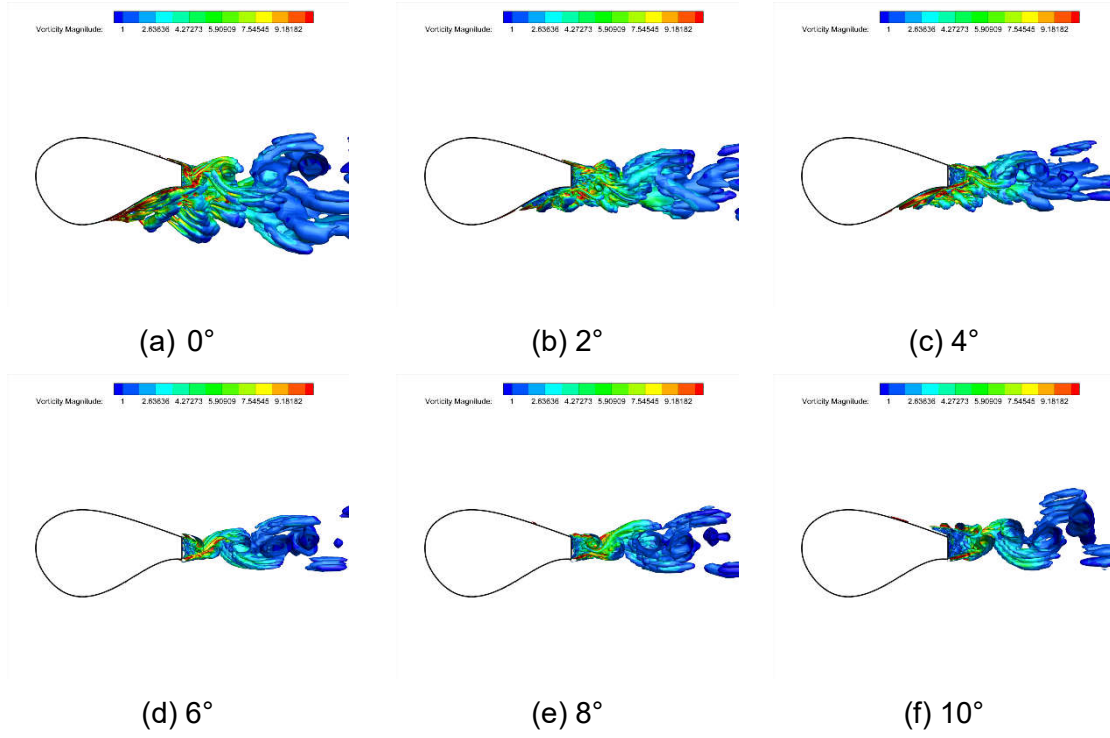 Vorticity Magnitude: 1 2.63636 4.27273 5.90909 7.54545 9.18182
Vorticity Magnitude: 1 2.63636 4.27273 5.90909 7.54545 9.18182
Vorticity Magnitude: 1 2.63636 4.27273 5.90909 7.54545 9.18182
(a) 0°
(b) 2°
(c) 4°
Vorticity Magnitude: 1 2.63636 4.27273 5.90909 7.54545 9.18182
Vorticity Magnitude: 1 2.63636 4.27273 5.90909 7.54545 9.18182
Vorticity Magnitude: 1 2.63636 4.27273 5.90909 7.54545 9.18182
(d) 6°
(e) 8°
(f) 10°